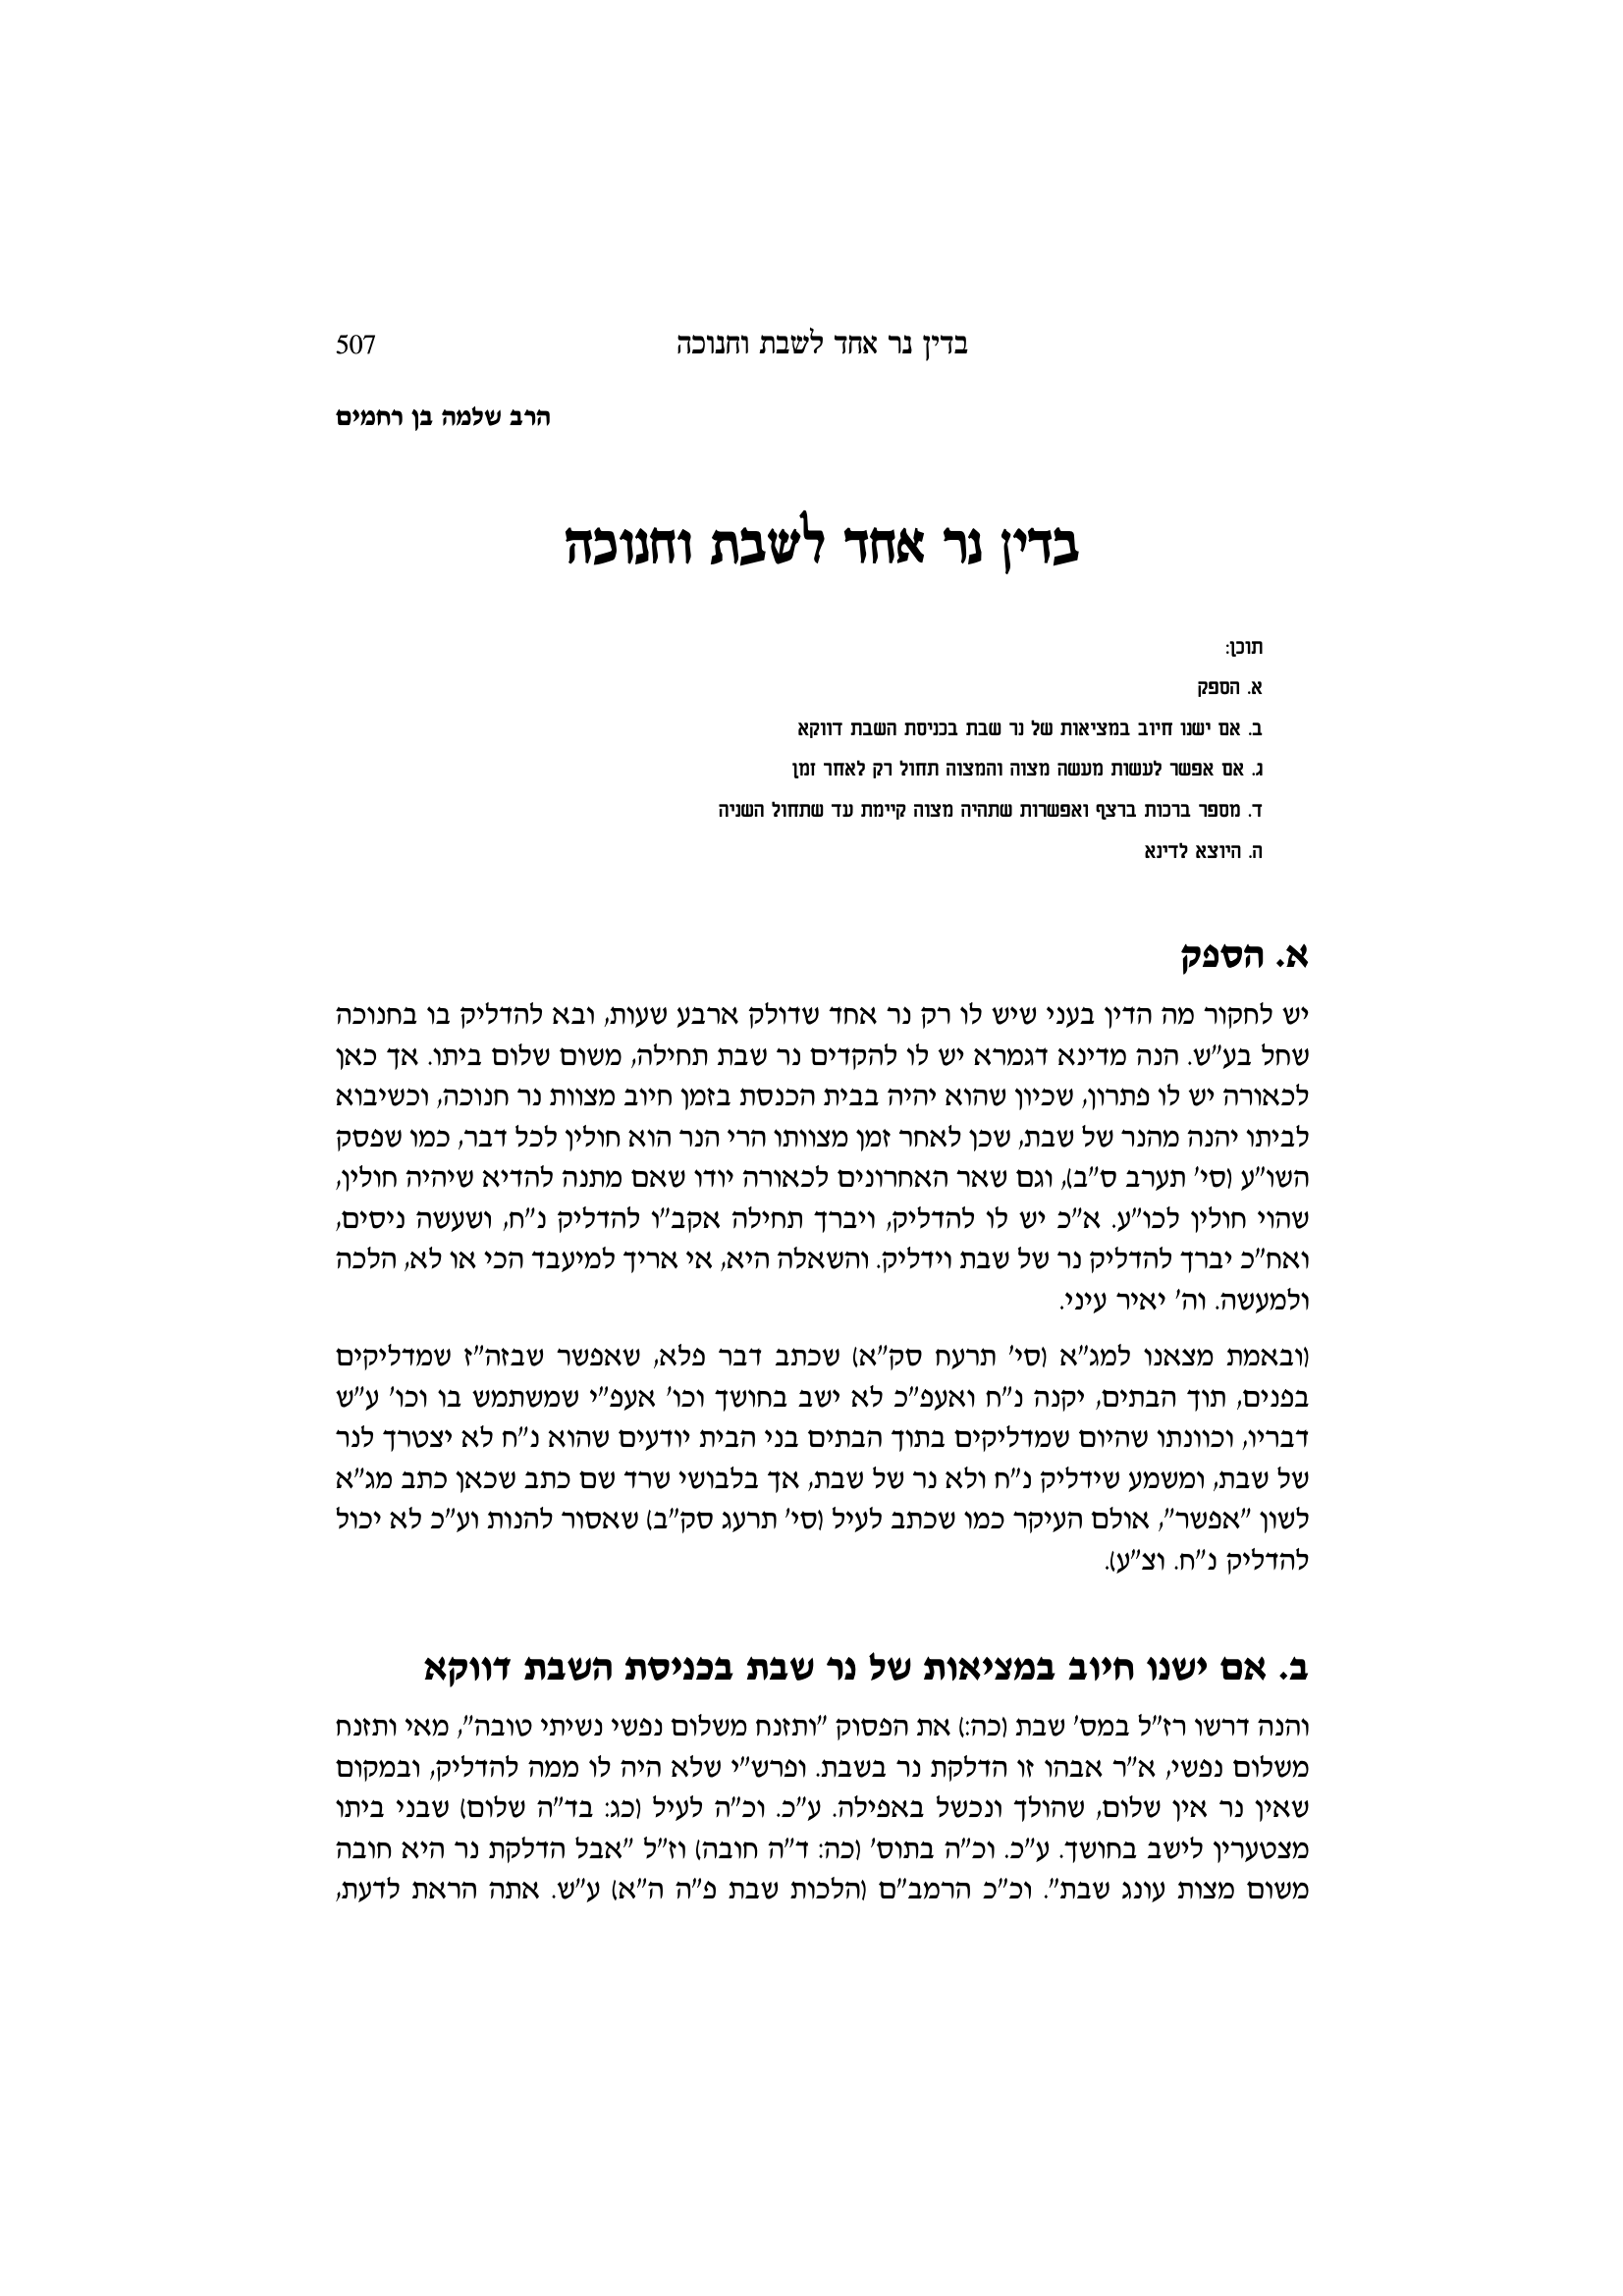 בדין נר אחד לשבת וחנוכה 507
הרב שלמה בן רחמים
בדין נר אחד לשבת וחנוכה
תוכן:
א. הספק
ב. אם ישנו חיוב במציאות של נר שבת בכניסת השבת דווקא
ג. אם אפשר לעשות מעשה מצוה והמצוה תחול רק לאחר זמן
ד. מספר ברכות ברצף ואפשרות שתהיה מצוה קיימת עד שתחול השניה
ה. היוצא לדינא
א. הספק
יש לחקור מה הדין בעני שיש לו רק נר אחד שדולק ארבע שעות, ובא להדליק בו בחנוכה
שחל בע"ש. הנה מדינא דגמרא יש לו להקדים נר שבת תחילה, משום שלום ביתו. אך כאן
לכאורה יש לו פתרון, שכיון שהוא יהיה בבית הכנסת בזמן חיוב מצוות נר חנוכה, וכשיבוא
לביתו יהנה מהנר של שבת, שכן לאחר זמן מצוותו הרי הנר הוא חולין לכל דבר, כמו שפסק
השו"ע (סי' תערב ס"ב), וגם שאר האחרונים לכאורה יודו שאם מתנה להדיא שיהיה חולין,
שהוי חולין לכו"ע. א"כ יש לו להדליק, ויברך תחילה אקב"ו להדליק נ"ח, ושעשה ניסים,
ואח"כ יברך להדליק נר של שבת וידליק. והשאלה היא, אי אריך למיעבד הכי או לא, הלכה
ולמעשה. וה' יאיר עיני.
(ובאמת מצאנו למג"א (סי' תרעח סק"א) שכתב דבר פלא, שאפשר שבזה"ז שמדליקים
בפנים, תוך הבתים, יקנה נ"ח ואעפ"כ לא ישב בחושך וכו' אעפ"י שמשתמש בו וכו' ע"ש
דבריו, וכוונתו שהיום שמדליקים בתוך הבתים בני הבית יודעים שהוא נ"ח לא יצטרך לנר
של שבת, ומשמע שידליק נ"ח ולא נר של שבת, אך בלבושי שרד שם כתב שכאן כתב מג"א
לשון "אפשר", אולם העיקר כמו שכתב לעיל (סי' תרעג סק"ב) שאסור להנות וע"כ לא יכול
להדליק נ"ח. וצ"ע).
ב. אם ישנו חיוב במציאות של נר שבת בכניסת השבת דווקא
והנה דרשו רז"ל במס' שבת (כה:) את הפסוק "ותזנח משלום נפשי נשיתי טובה", מאי ותזנח
משלום נפשי, א"ר אבהו זו הדלקת נר בשבת. ופרש"י שלא היה לו ממה להדליק, ובמקום
שאין נר אין שלום, שהולך ונכשל באפילה. ע"כ. וכ"ה לעיל (כג: בד"ה שלום) שבני ביתו
מצטערין לישב בחושך. ע"כ. וכ"ה בתוס' (כה: ד"ה חובה) וז"ל "אבל הדלקת נר היא חובה
משום מצות עונג שבת". וכ"כ הרמב"ם (הלכות שבת פ"ה ה"א) ע"ש. אתה הראת לדעת,